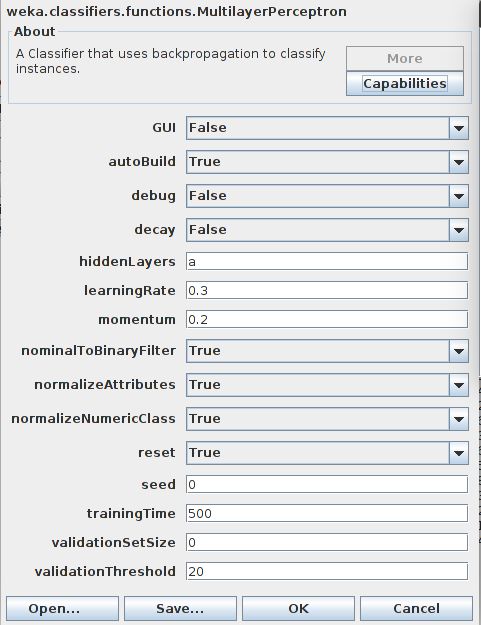 weka.classifiers.functions.MultilayerPerceptron
About
A Classifier that uses backpropagation to classify
instances.
More
Capabilities
GUI False
autoBuild True
debug False
decay False
hiddenLayers a
learningRate 0.3
momentum 0.2
nominalToBinaryFilter True
normalizeAttributes True
normalizeNumericClass True
reset True
seed 0
trainingTime 500
validationSetSize 0
validationThreshold 20
Open... Save... OK Cancel